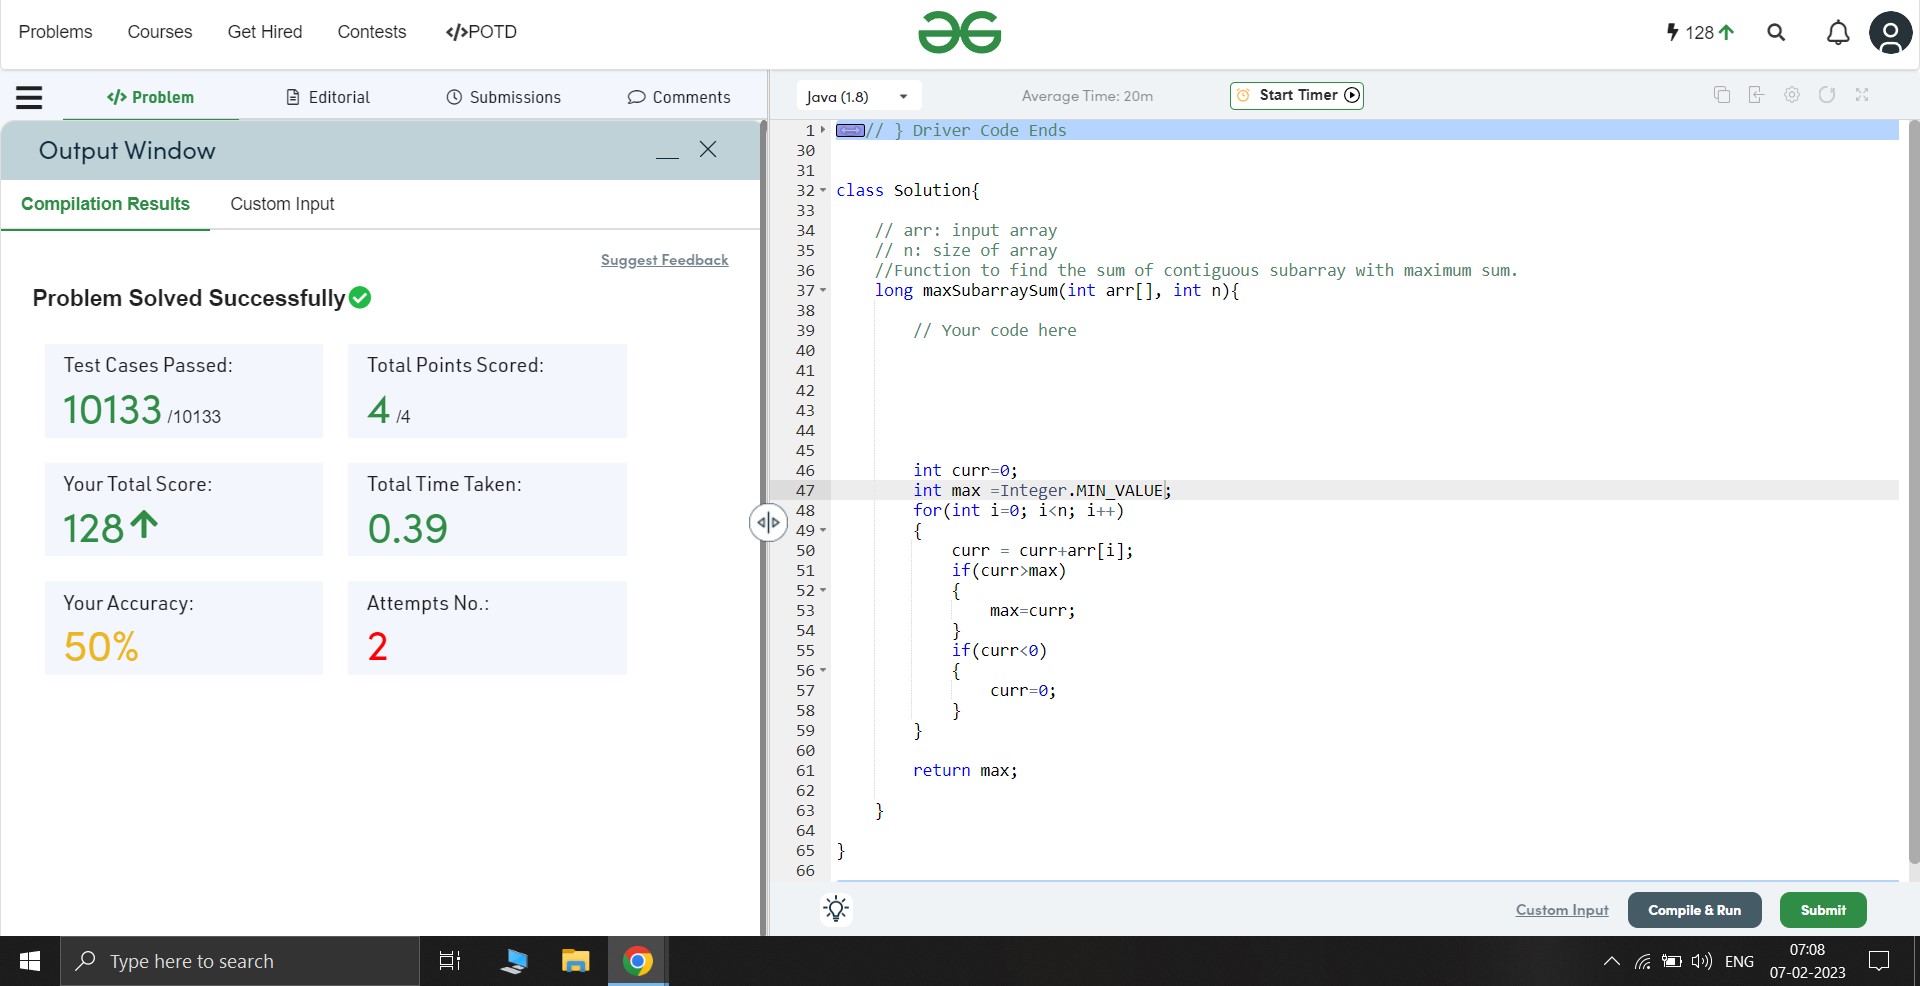 Problems Courses Get Hired Contests </>POTD 128
</> Problem Editorial Submissions Comments
Java (1.8) Average Time: 20m Start Timer
Output Window
Compilation Results Custom Input
Suggest Feedback
Problem Solved Successfully
Test Cases Passed: Total Points Scored:
10133 /10133 4 /4
Your Total Score: Total Time Taken:
128 0.39
Your Accuracy: Attempts No.:
50% 2
1 // } Driver Code Ends
30
31
32 class Solution{
33
34 // arr: input array
35 // n: size of array
36 //Function to find the sum of contiguous subarray with maximum sum.
37 long maxSubarraySum(int arr[], int n){
38
39 // Your code here
40
41
42
43
44
45
46 int curr=0;
47 int max =Integer.MIN_VALUE;
48 for(int i=0; i<n; i++)
49 {
50 curr = curr+arr[i];
51 if(curr>max)
52 {
53 max=curr;
54 }
55 if(curr<0)
56 {
57 curr=0;
58 }
59 }
60
61 return max;
62
63 }
64
65 }
66
Custom Input Compile & Run Submit
Type here to search
ENG
07:08
07-02-2023